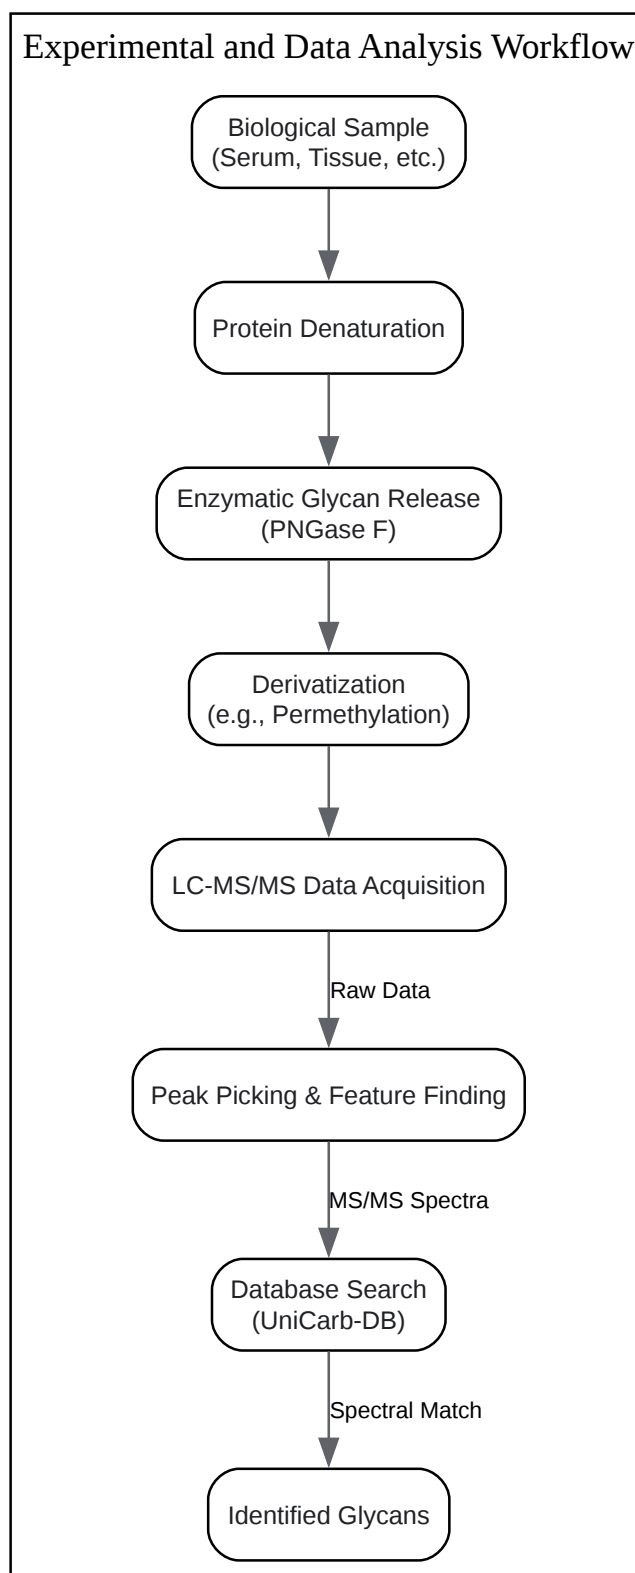 Experimental and Data Analysis Workflow
Biological Sample
(Serum, Tissue, etc.)
Protein Denaturation
Enzymatic Glycan Release
(PNGase F)
Derivatization
(e.g., Permethylation)
LC-MS/MS Data Acquisition
Raw Data
Peak Picking & Feature Finding
MS/MS Spectra
Database Search
(UniCarb-DB)
Spectral Match
Identified Glycans